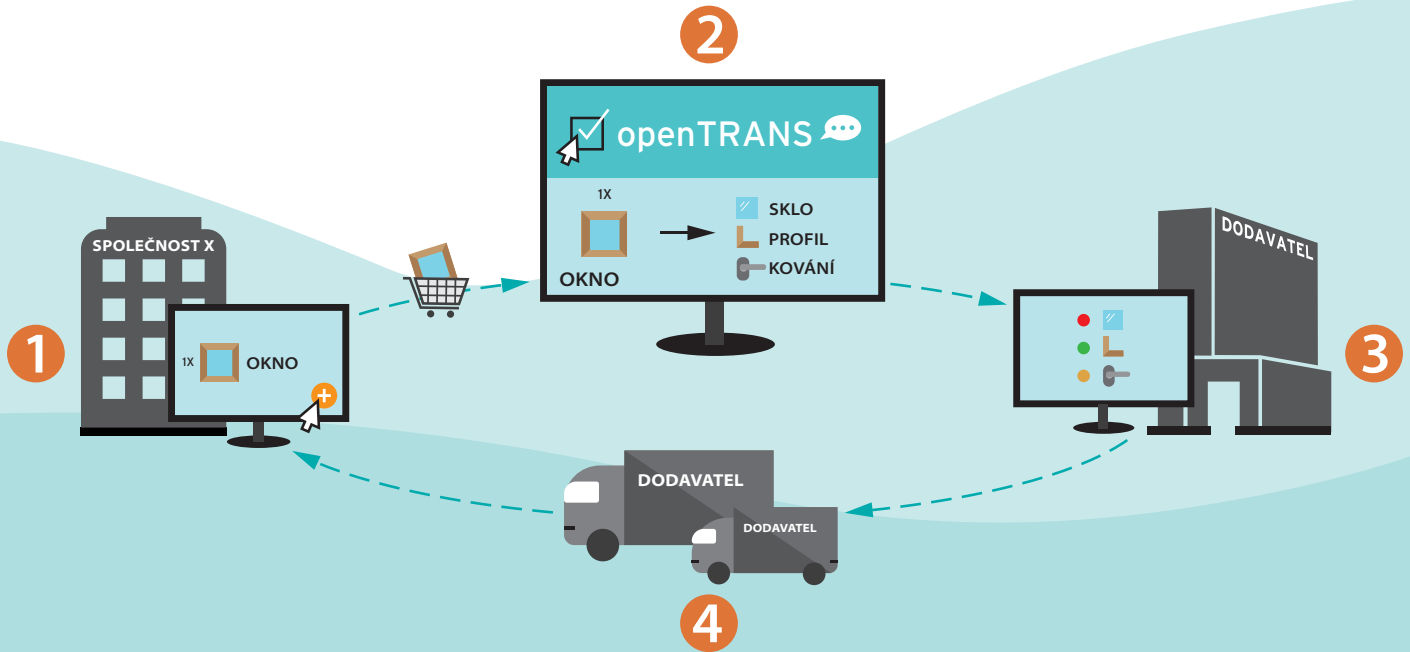 1
SPOLEČNOST X
1X
OKNO
2
openTRANS
1X
OKNO
SKLO
PROFIL
KOVÁNÍ
3
DODAVATEL
4
DODAVATEL
DODAVATEL